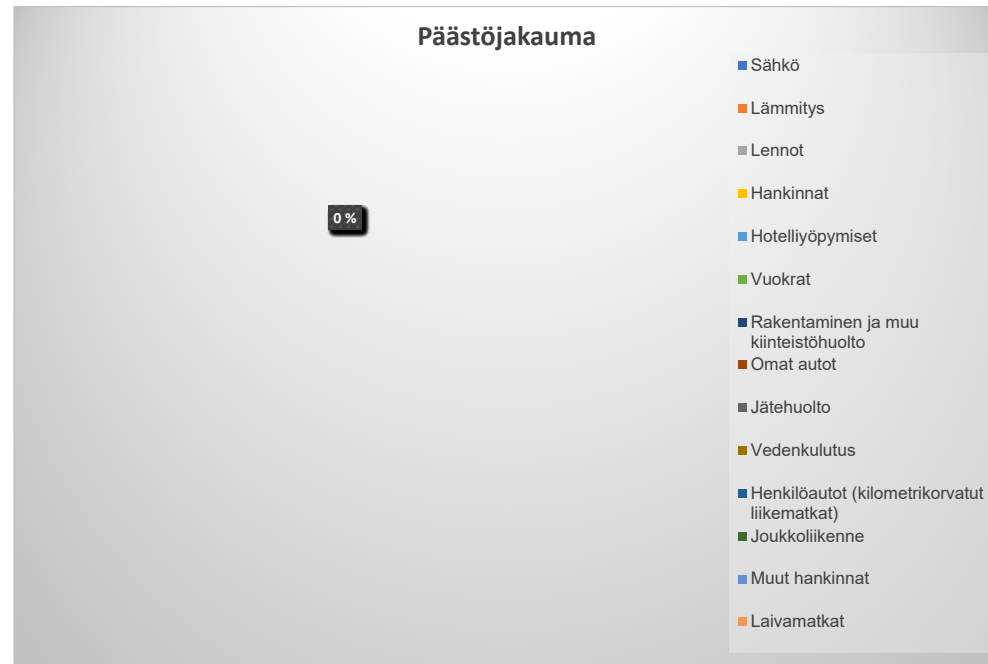 Päästöjakauma
0 %
Sähkö
Lämmitys
Lennot
Hankinnat
Hotelliyöpymiset
Vuokrat
Rakentaminen ja muu
kiinteistöhuolto
Omat autot
Jätehuolto
Vedenkulutus
Henkilöautot (kilometrikorvatut
liikematkat)
Joukkoliikenne
Muut hankinnat
Laivamatkat